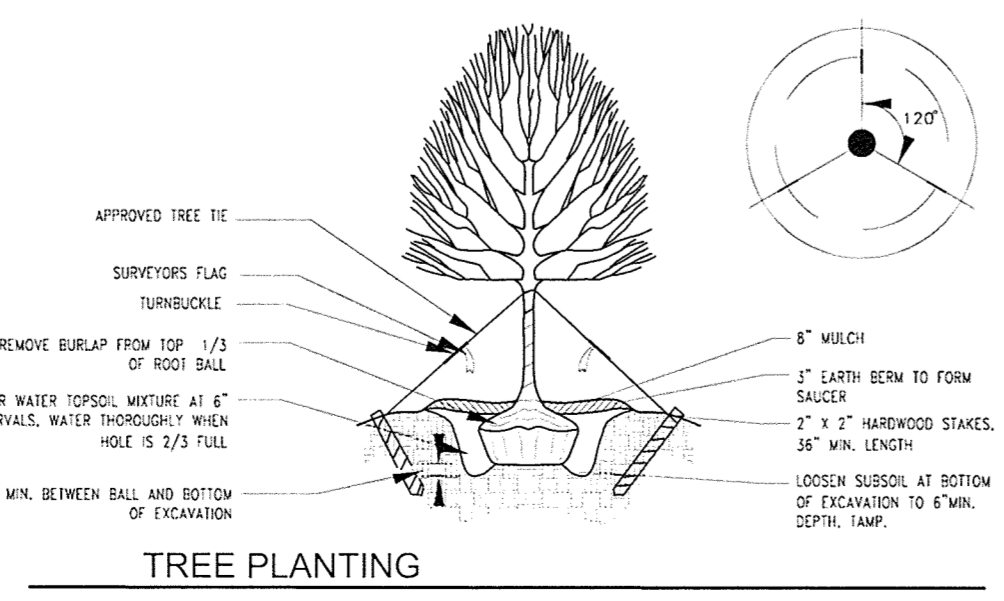 120°
APPROVED TREE TIE
SURVEYORS FLAG
TURNBUCKLE
REMOVE BURLAP FROM TOP 1/3
OF ROOT BALL
WATER TOPSOIL MIXTURE AT 6"
WATER THOROUGHLY WHEN
HOLE IS 2/3 FULL
MIN. BETWEEN BALL AND BOTTOM
OF EXCAVATION
8" MULCH
3" EARTH BERM TO FORM
SAUCER
2" X 2" HARDWOOD STAKES,
36" MIN. LENGTH
LOOSEN SUBSOIL AT BOTTOM
OF EXCAVATION TO 6"MIN.
DEPTH, TAMP.
TREE PLANTING